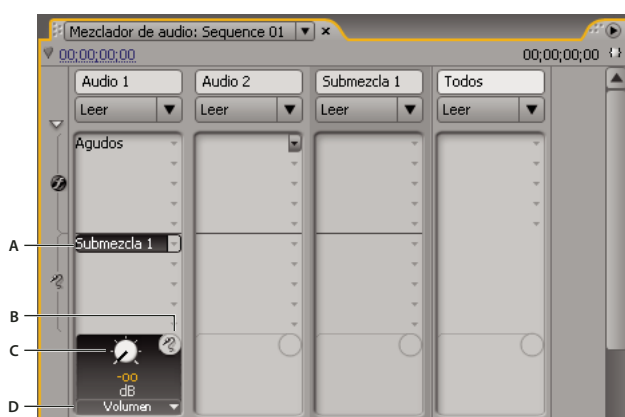 Mezclador de audio: Sequence 01
00;00;00;00 00;00;00;00
Audio 1 Audio 2 Submezcla 1 Todos
Leer Leer Leer Leer
Agudos
A Submezcla 1
B
C
-oo
dB
D Volumen